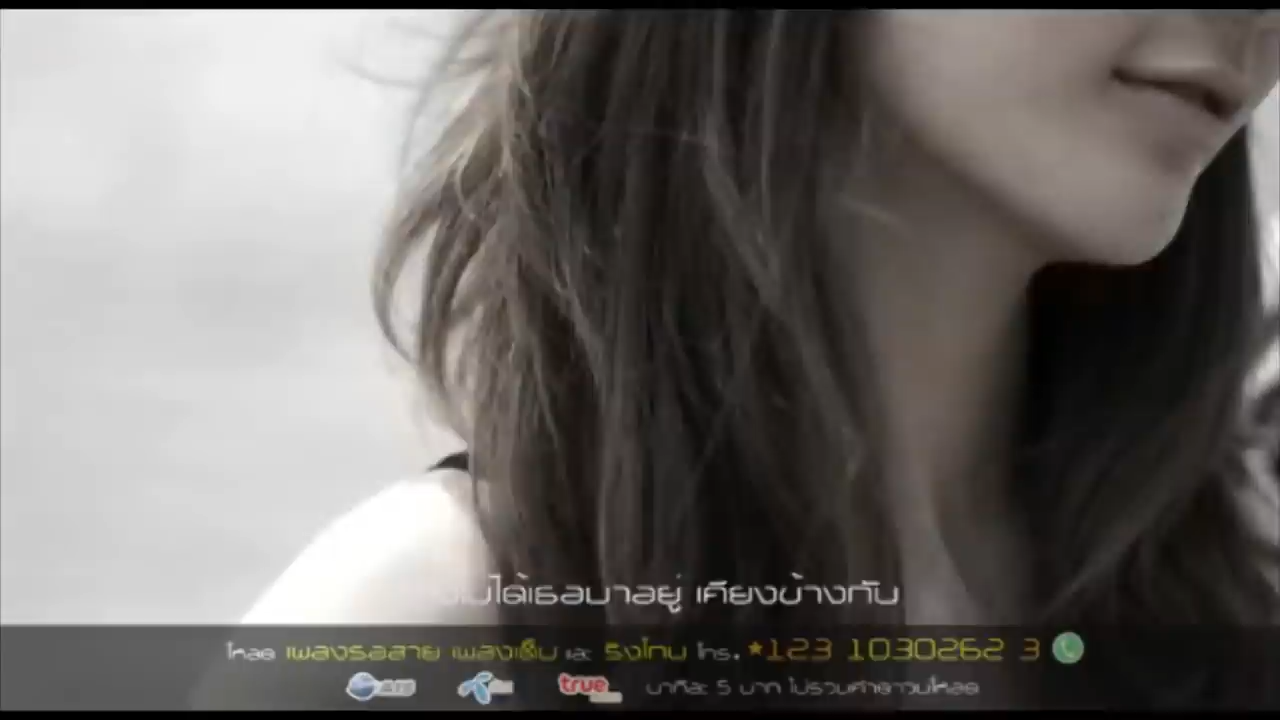 ได้เธอมาอยู่ เคียงข้างกัน
โหลด เพลงรอสาย เพลงเต็ม และ ริงโทน โทร. *123 1030262 3
AIS true นาทีละ 5 บาท ไม่รวมค่าดาวน์โหลด